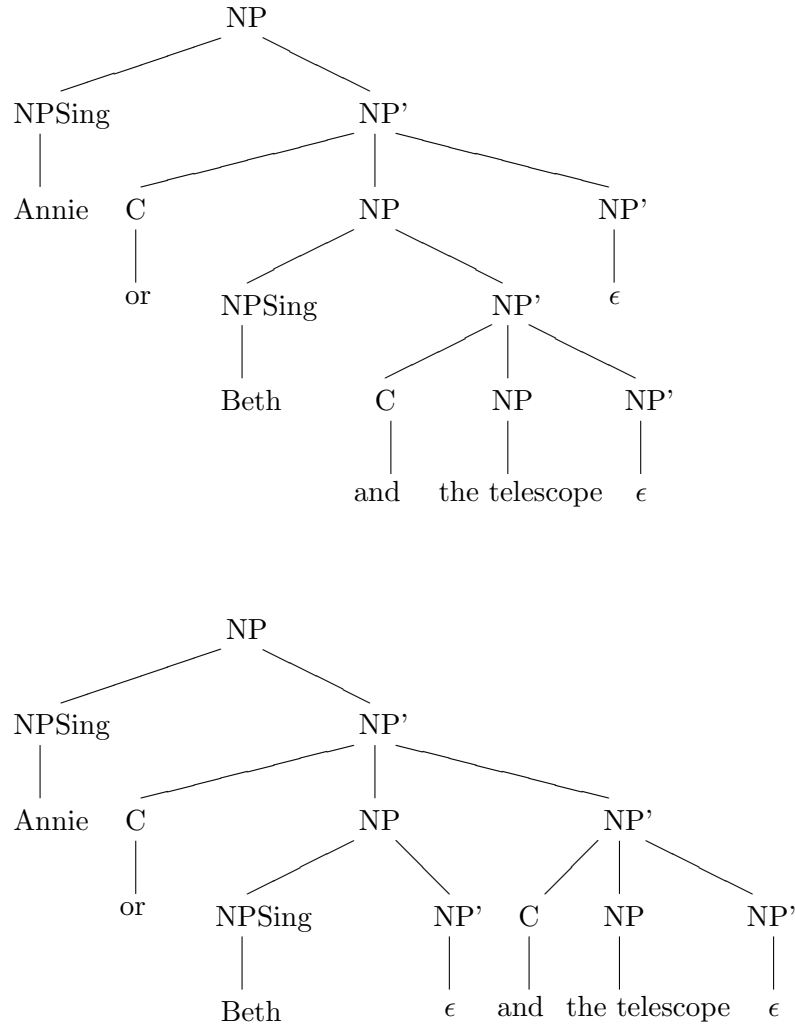 NP
NPSing NP'
Annie C NP NP'
or NPSing NP' ϵ
Beth C NP NP'
and the telescope ϵ
NP
NPSing NP'
Annie C NP NP'
or NPSing NP' C NP NP'
Beth ϵ and the telescope ϵ